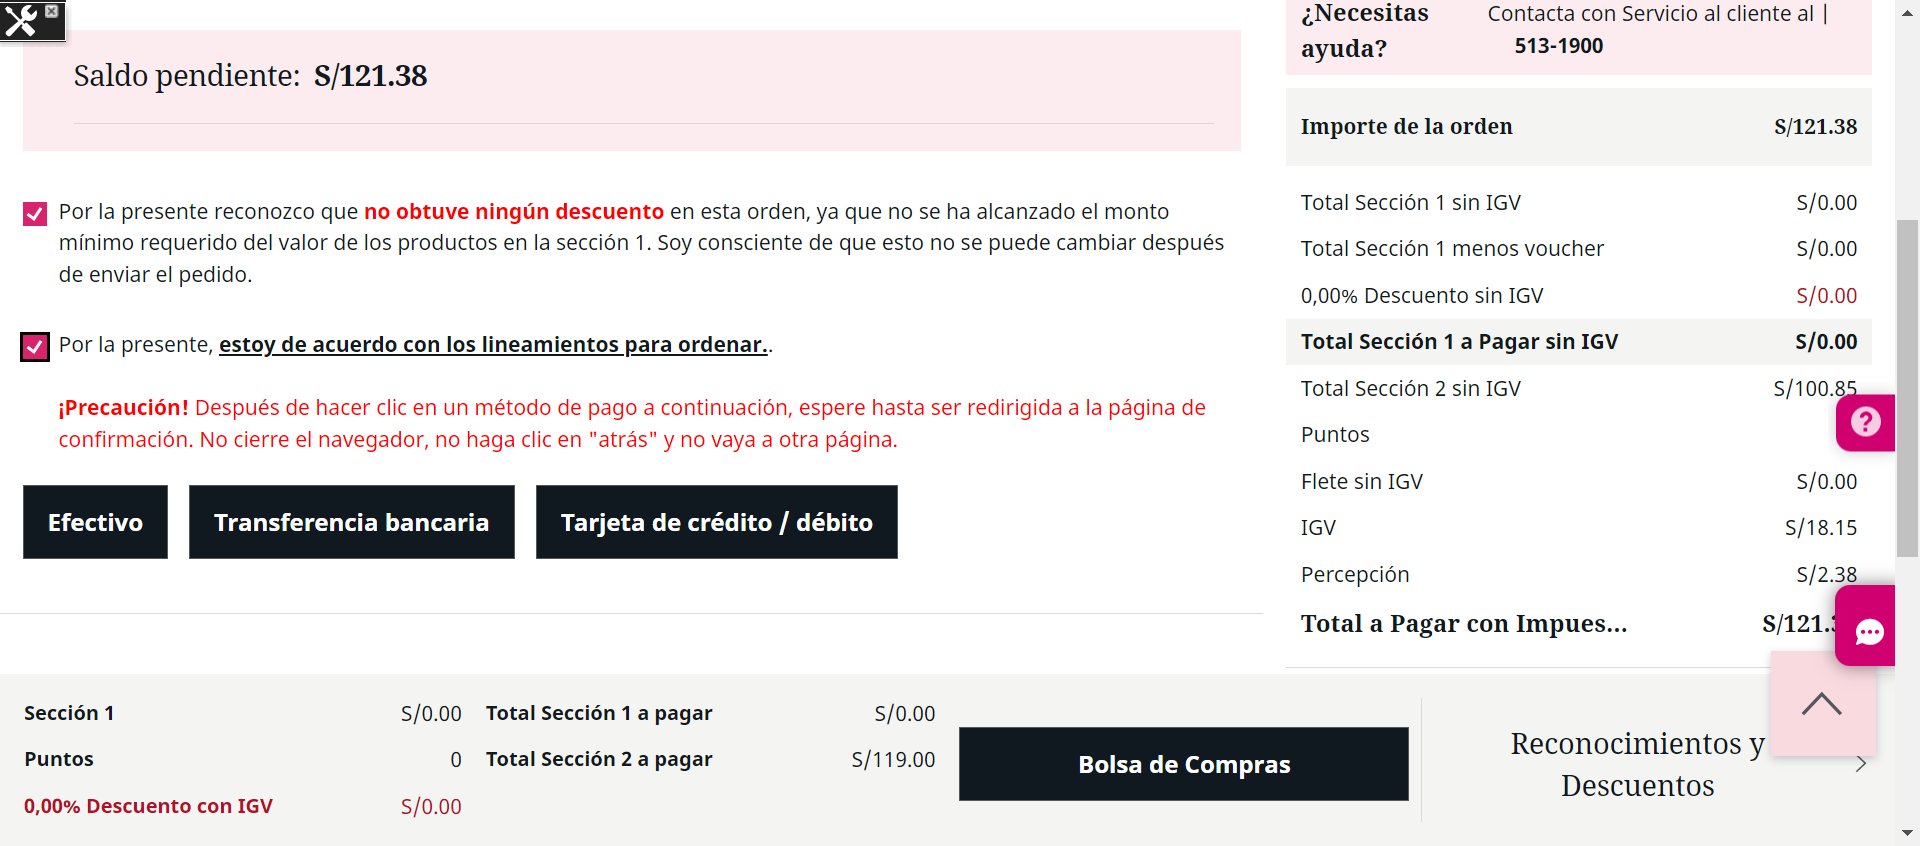 Saldo pendiente: S/121.38
Por la presente reconozco que no obtuve ningún descuento en esta orden, ya que no se ha alcanzado el monto
mínimo requerido del valor de los productos en la sección 1. Soy consciente de que esto no se puede cambiar después
de enviar el pedido.
Por la presente, estoy de acuerdo con los lineamientos para ordenar..
¡Precaución! Después de hacer clic en un método de pago a continuación, espere hasta ser redirigida a la página de
confirmación. No cierre el navegador, no haga clic en "atrás" y no vaya a otra página.
Efectivo
Transferencia bancaria
Tarjeta de crédito / débito
¿Necesitas
ayuda?
Contacta con Servicio al cliente al |
513-1900
Importe de la orden S/121.38
Total Sección 1 sin IGV S/0.00
Total Sección 1 menos voucher S/0.00
0,00% Descuento sin IGV S/0.00
Total Sección 1 a Pagar sin IGV S/0.00
Total Sección 2 sin IGV S/100.85
Puntos
Flete sin IGV S/0.00
IGV S/18.15
Percepción S/2.38
Total a Pagar con Impues... S/121.
Sección 1 S/0.00
Puntos 0
0,00% Descuento con IGV S/0.00
Total Sección 1 a pagar S/0.00
Total Sección 2 a pagar S/119.00
Bolsa de Compras
Reconocimientos y
Descuentos